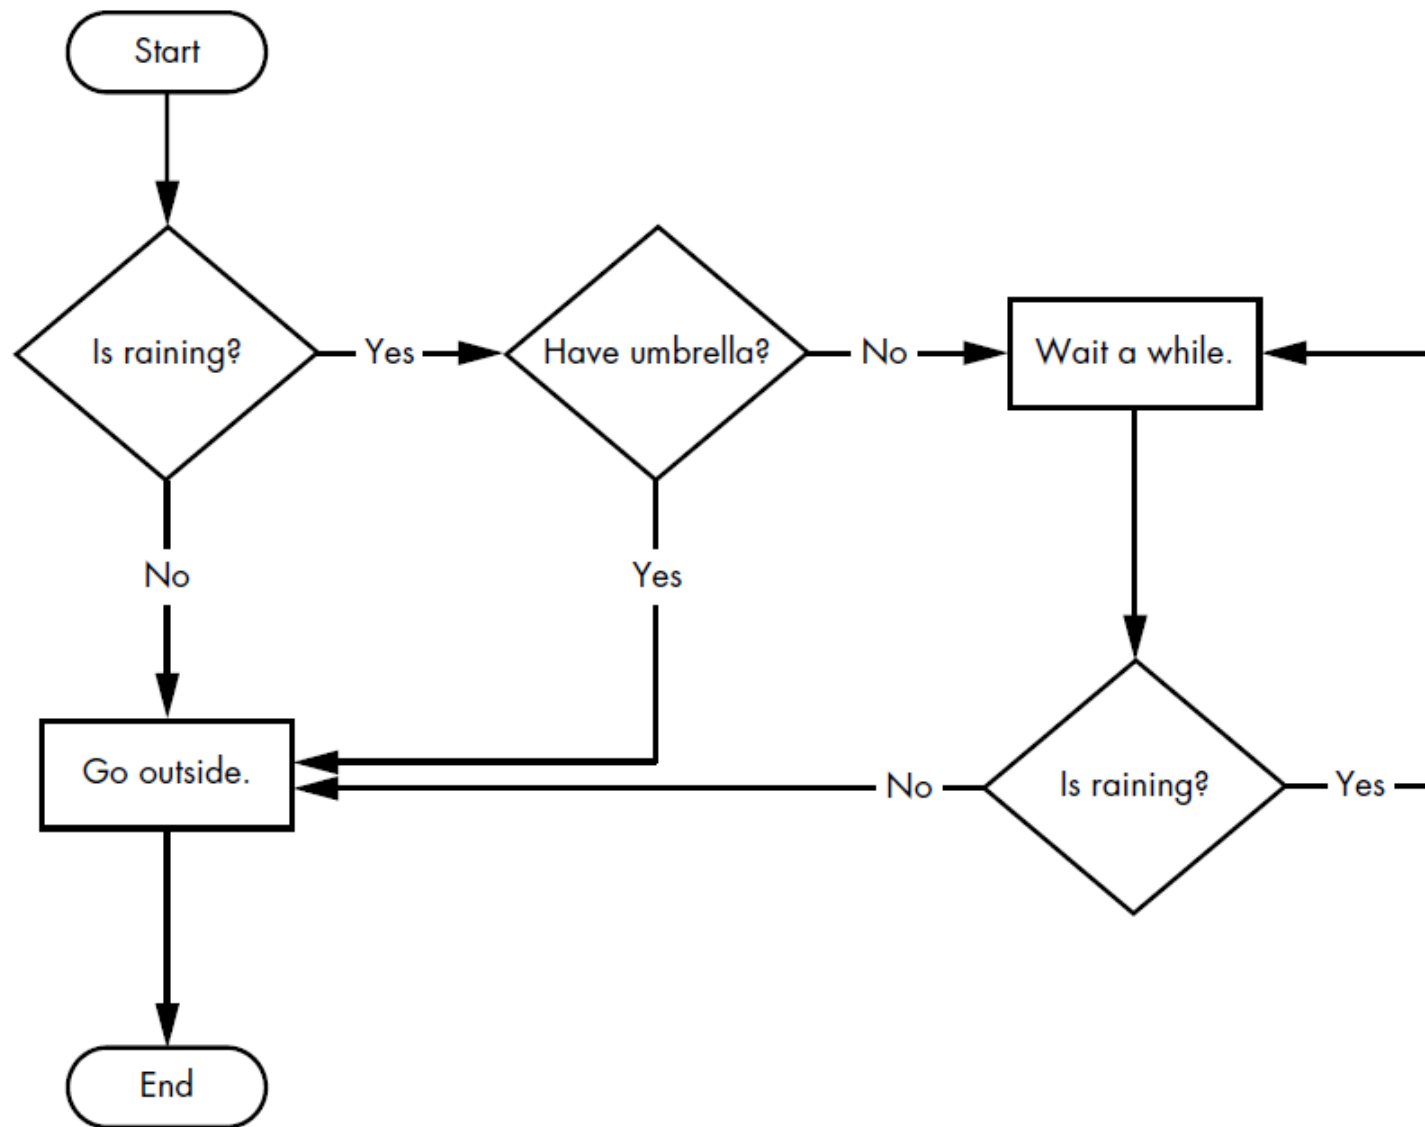 Start
Is raining?
Yes
Have umbrella?
No
Wait a while.
No
Yes
Go outside.
No
Is raining?
Yes
End